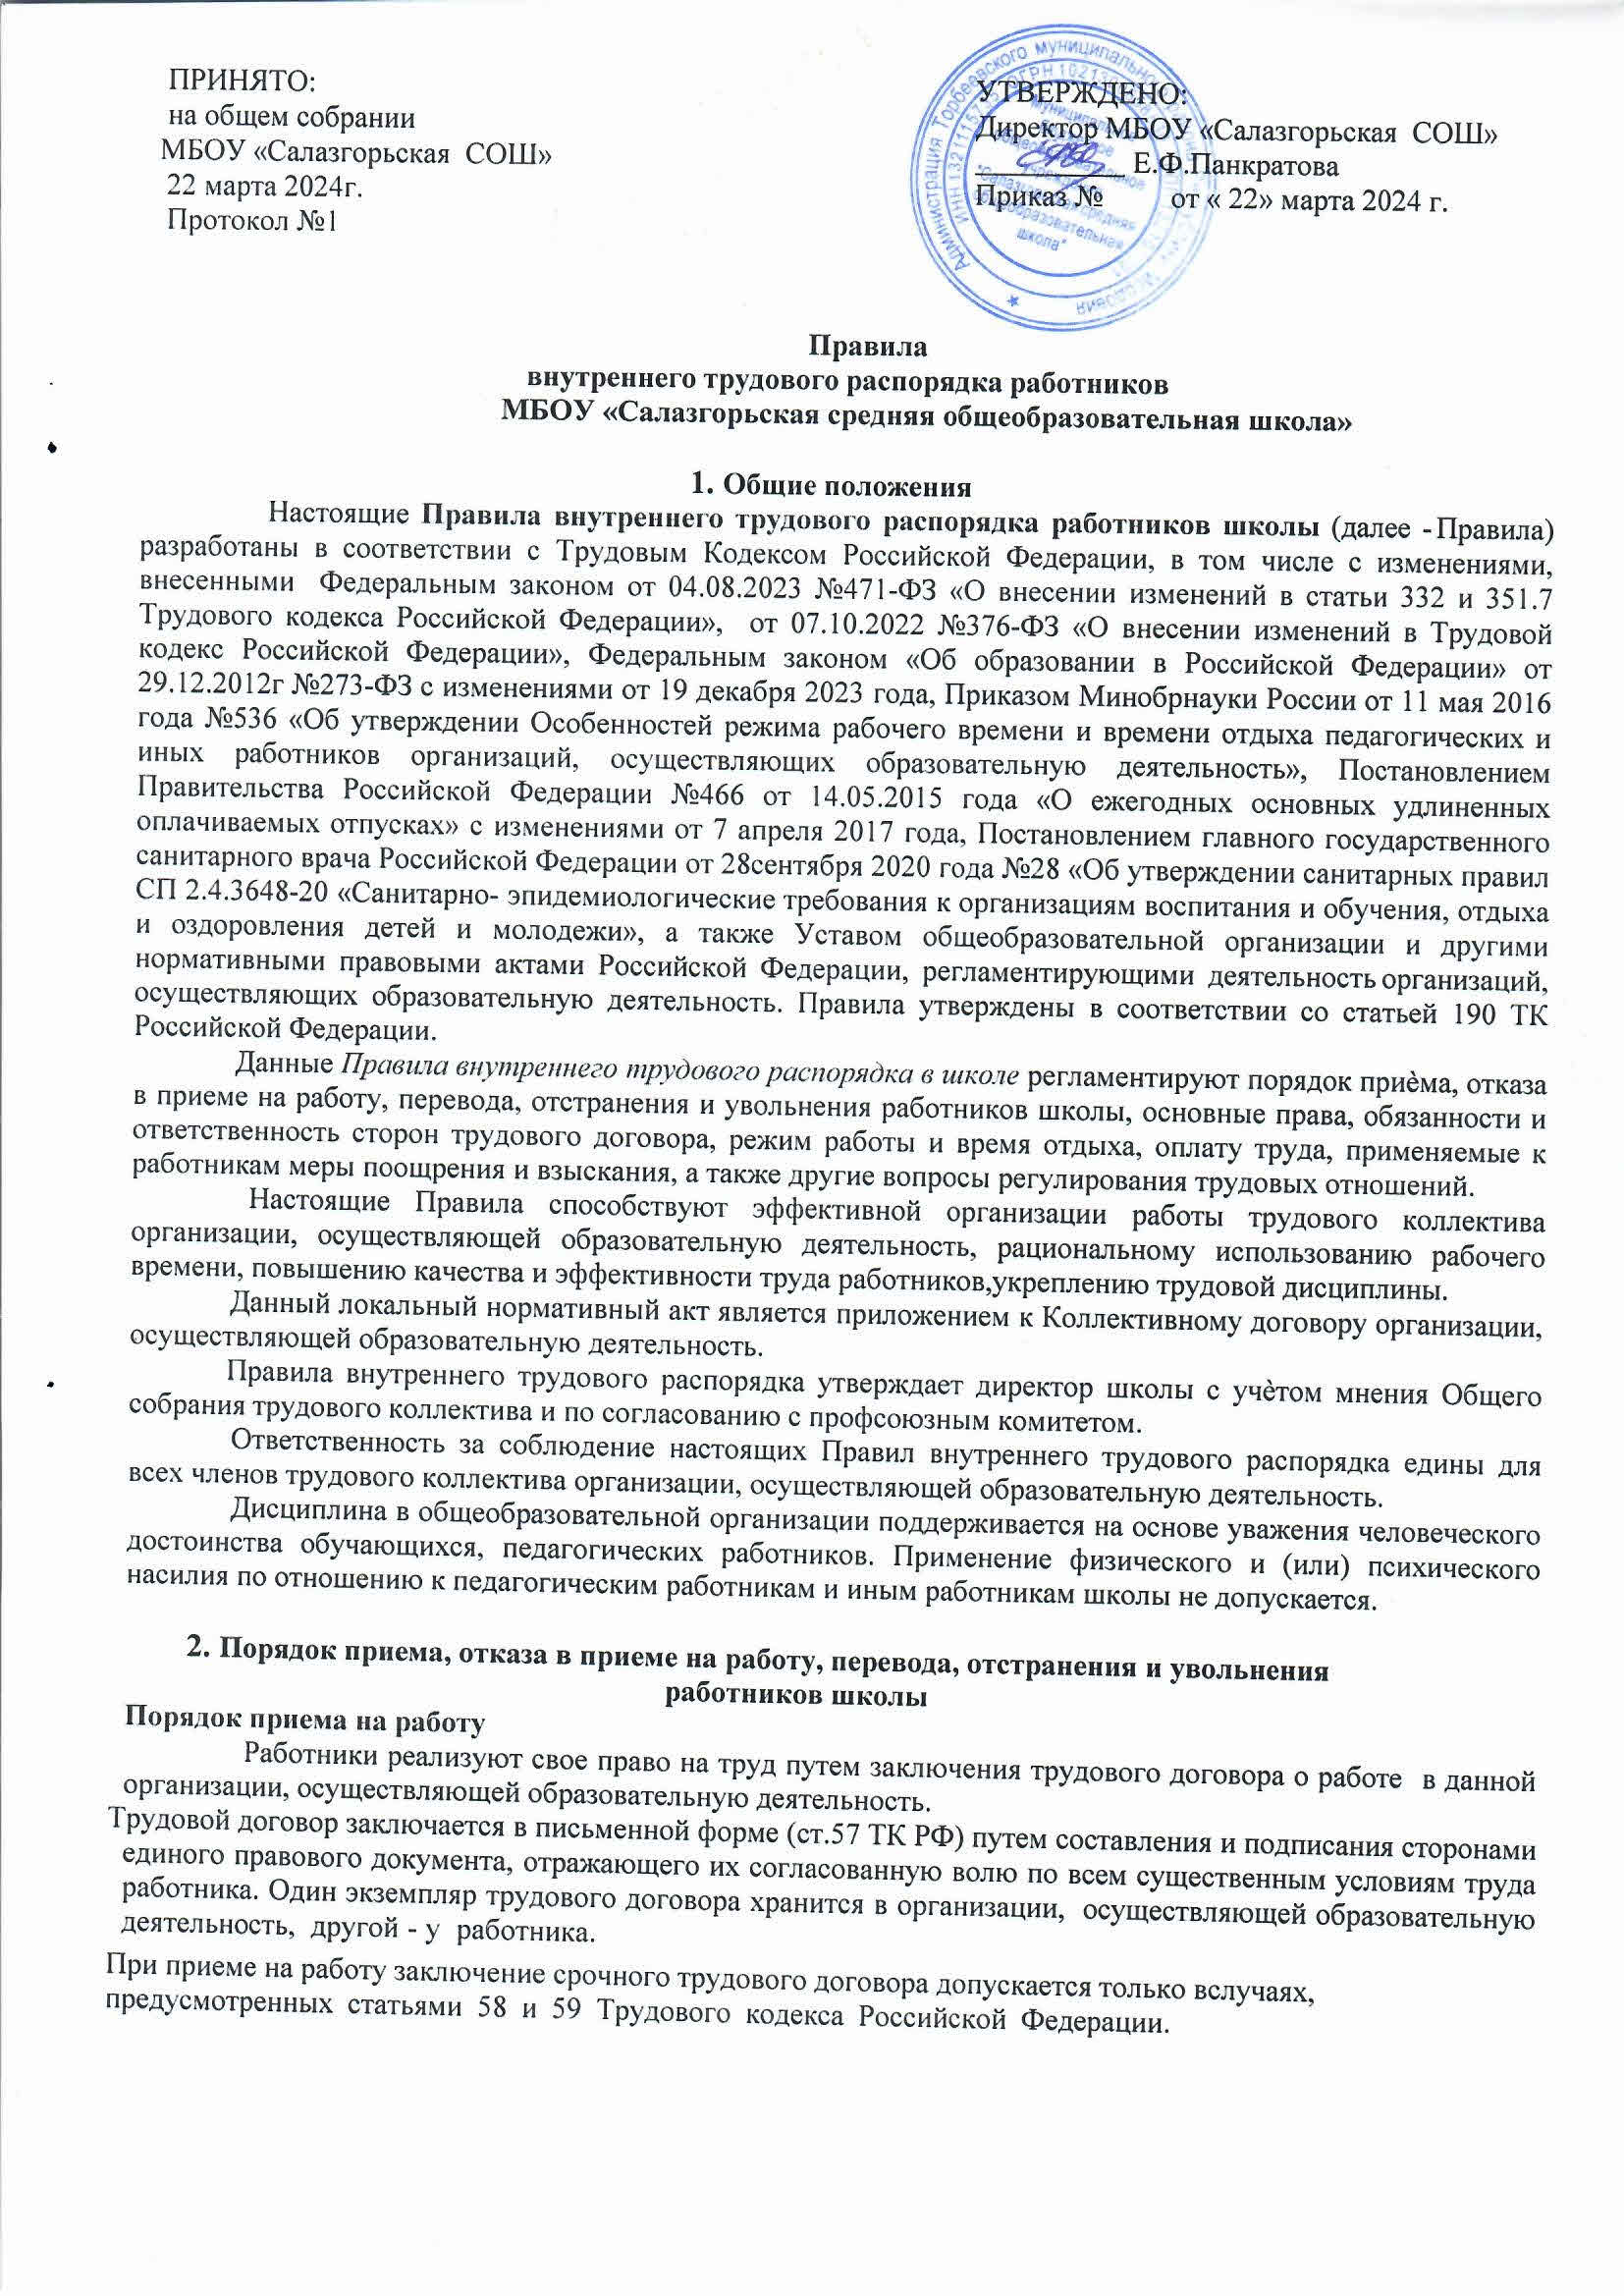 ПРИНЯТО:
на общем собрании
МБОУ «Салазгорьская СОШ»
22 марта 2024г.
Протокол №1
УТВЕРЖДЕНО:
Директор МБОУ «Салазгорьская СОШ»
Е.Ф.Панкратова
Приказ № от « 22» марта 2024 г.
Администрация Торбеевского муниципального
школа"
Правила
внутреннего трудового распорядка работников
МБОУ «Салазгорьская средняя общеобразовательная школа»
1. Общие положения
Настоящие Правила внутреннего трудового распорядка работников школы (далее -Правила)
разработаны в соответствии с Трудовым Кодексом Российской Федерации, в том числе с изменениями,
внесенными Федеральным законом от 04.08.2023 №471-ФЗ «О внесении изменений в статьи 332 и 351.7
Трудового кодекса Российской Федерации», от 07.10.2022 №376-ФЗ «О внесении изменений в Трудовой
кодекс Российской Федерации», Федеральным законом «Об образовании в Российской Федерации» от
29.12.2012г №273-ФЗ с изменениями от 19 декабря 2023 года, Приказом Минобрнауки России от 11 мая 2016
года №536 «Об утверждении Особенностей режима рабочего времени и времени отдыха педагогических и
иных работников организаций, осуществляющих образовательную деятельность», Постановлением
Правительства Российской Федерации №466 от 14.05.2015 года «О ежегодных основных удлиненных
оплачиваемых отпусках» с изменениями от 7 апреля 2017 года, Постановлением главного государственного
санитарного врача Российской Федерации от 28сентября 2020 года №28 «Об утверждении санитарных правил
СП 2.4.3648-20 «Санитарно- эпидемиологические требования к организациям воспитания и обучения, отдыха
и оздоровления детей и молодежи», а также Уставом общеобразовательной организации и другими
нормативными правовыми актами Российской Федерации, регламентирующими деятельность организаций,
осуществляющих образовательную деятельность. Правила утверждены в соответствии со статьей 190 ТК
Российской Федерации.
Данные Правила внутреннего трудового распорядка в школе регламентируют порядок приѐма, отказа
в приеме на работу, перевода, отстранения и увольнения работников школы, основные права, обязанности и
ответственность сторон трудового договора, режим работы и время отдыха, оплату труда, применяемые к
работникам меры поощрения и взыскания, а также другие вопросы регулирования трудовых отношений.
Настоящие Правила способствуют эффективной организации работы трудового коллектива
организации, осуществляющей образовательную деятельность, рациональному использованию рабочего
времени, повышению качества и эффективности труда работников,укреплению трудовой дисциплины.
Данный локальный нормативный акт является приложением к Коллективному договору организации,
осуществляющей образовательную деятельность.
Правила внутреннего трудового распорядка утверждает директор школы с учѐтом мнения Общего
собрания трудового коллектива и по согласованию с профсоюзным комитетом.
Ответственность за соблюдение настоящих Правил внутреннего трудового распорядка едины для
всех членов трудового коллектива организации, осуществляющей образовательную деятельность.
Дисциплина в общеобразовательной организации поддерживается на основе уважения человеческого
достоинства обучающихся, педагогических работников. Применение физического и (или) психического
насилия по отношению к педагогическим работникам и иным работникам школы не допускается.
2. Порядок приема, отказа в приеме на работу, перевода, отстранения и увольнения
работников школы
Порядок приема на работу
Работники реализуют свое право на труд путем заключения трудового договора о работе в данной
организации, осуществляющей образовательную деятельность.
Трудовой договор заключается в письменной форме (ст.57 ТК РФ) путем составления и подписания сторонами
единого правового документа, отражающего их согласованную волю по всем существенным условиям труда
работника. Один экземпляр трудового договора хранится в организации, осуществляющей образовательную
деятельность, другой - у работника.
При приеме на работу заключение срочного трудового договора допускается только вслучаях,
предусмотренных статьями 58 и 59 Трудового кодекса Российской Федерации.